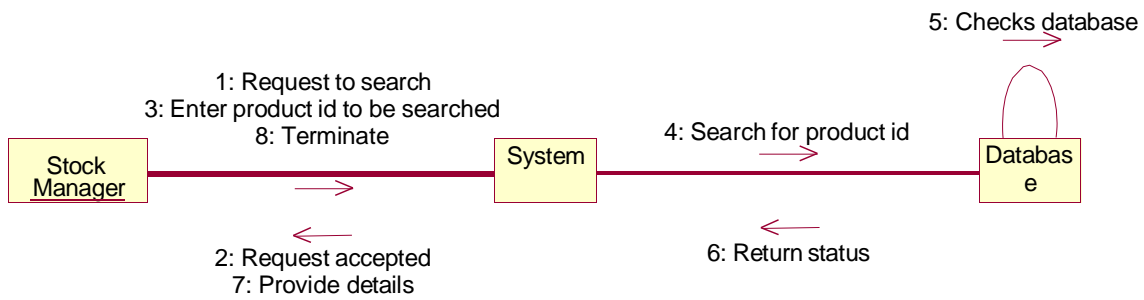 5: Checks database
1: Request to search
3: Enter product id to be searched
8: Terminate
4: Search for product id
Stock
Manager
System
Databas
e
2: Request accepted
7: Provide details
6: Return status